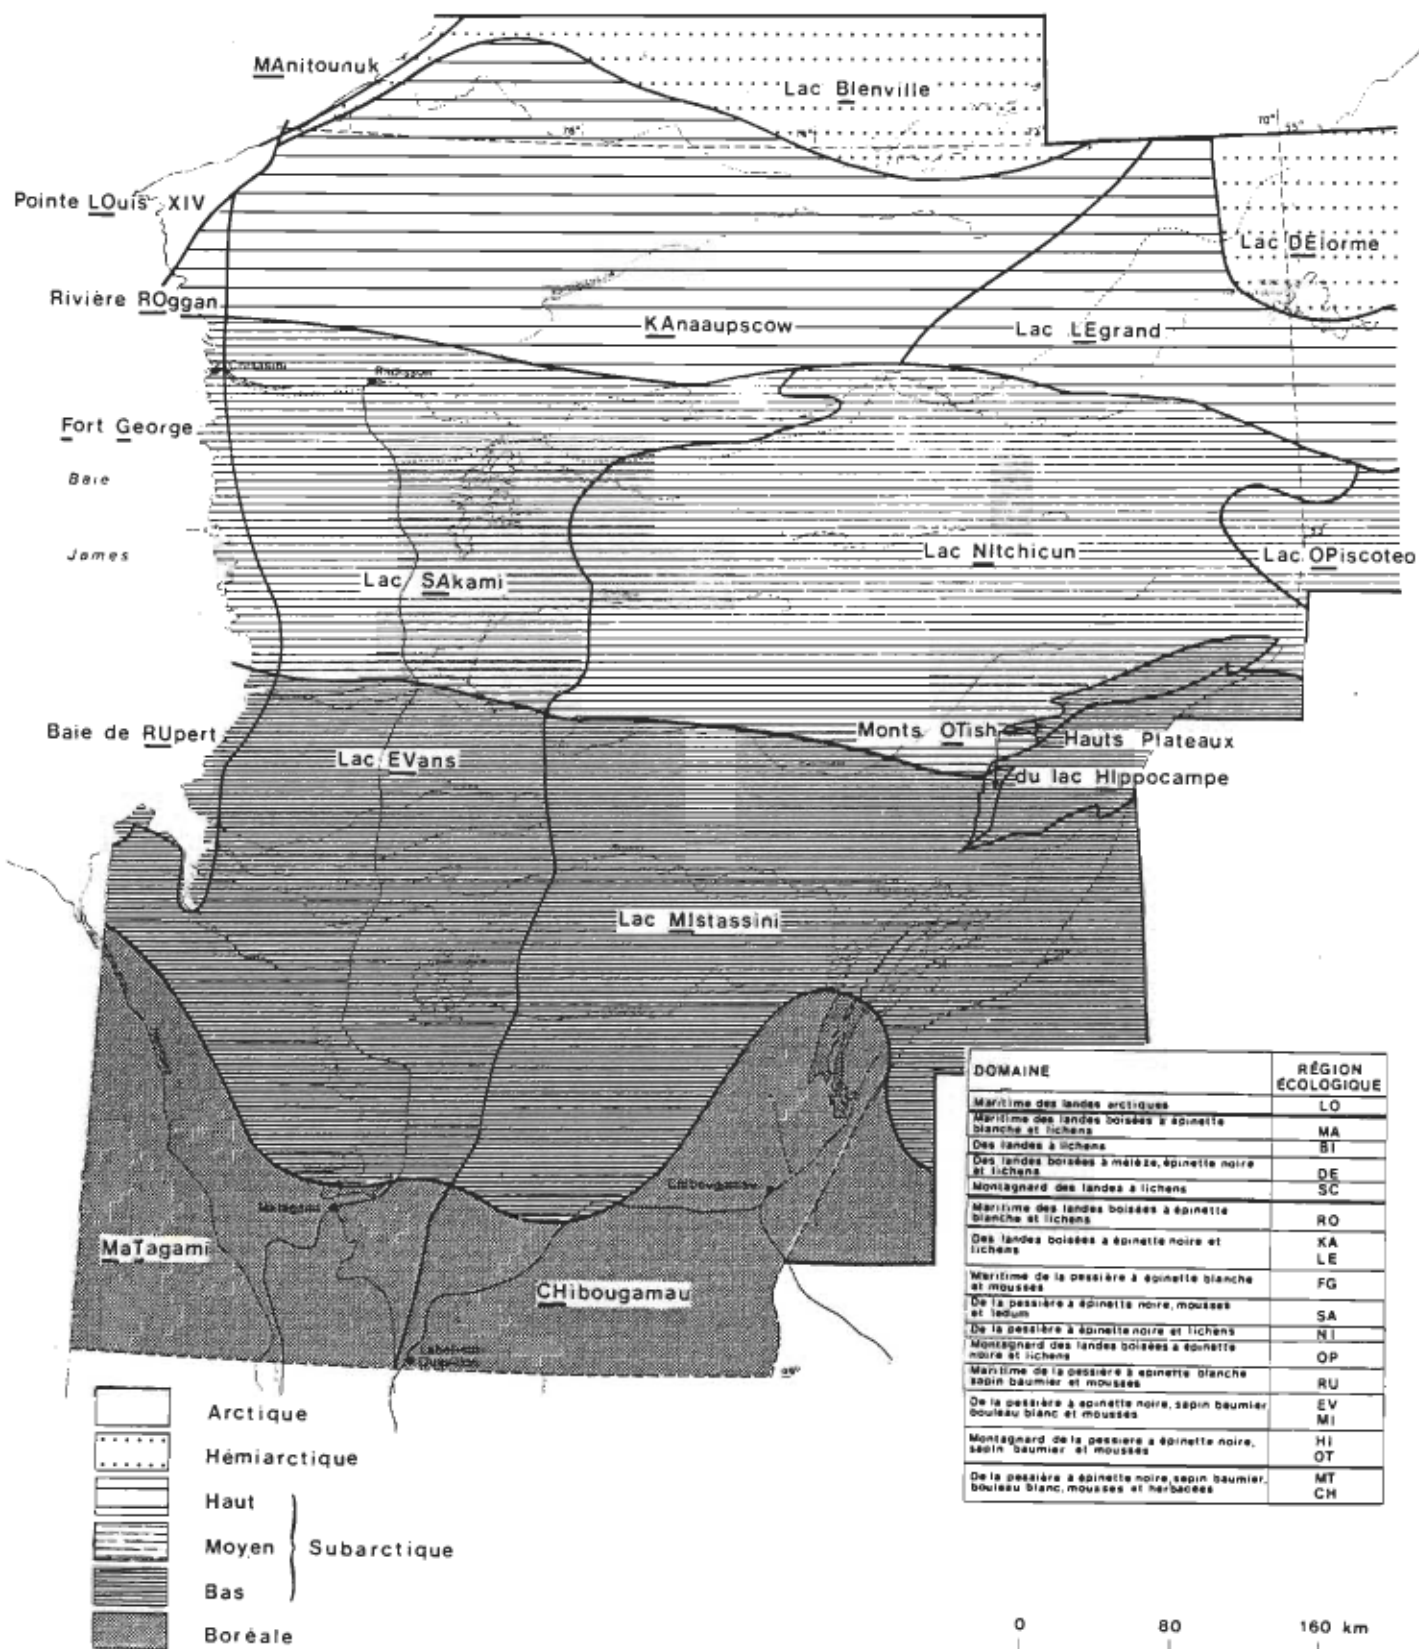 MAnitounuk
Lac BIenville
76°
70°
55°
Pointe LOuis XIV
Lac DElorme
Rivière ROggan
KAnaaupscow
Lac LEgrand
Chisasibi
Radisson
Fort George
Baie
James
Lac NItchicun
Lac OPiscoteo
Lac SAkami
Baie de RUpert
Monts OTish
Hauts Plateaux
du lac HIppocampe
Lac EVans
Lac MIstassini
Chibougamau
Matagami
MaTagami
CHibougamau
49°
DOMAINE
RÉGION
ÉCOLOGIQUE
Maritime des landes arctiques
LO
Maritime des landes boisées à épinette
blanche et lichens
MA
Des landes à lichens
BI
Des landes boisées à mélèze, épinette noire
et lichens
DE
Montagnard des landes à lichens
SC
Maritime des landes boisées à épinette
blanche et lichens
RO
Des landes boisées à épinette noire et
lichens
KA
LE
Maritime de la pessière à épinette blanche
et mousses
FG
De la pessière à épinette noire, mousses
et ledum
SA
De la pessière à épinette noire et lichens
NI
Montagnard des landes boisées à épinette
noire et lichens
OP
Maritime de la pessière à épinette blanche
sapin baumier et mousses
RU
De la pessière à épinette noire, sapin baumier
bouleau blanc et mousses
EV
MI
Montagnard de la pessière à épinette noire,
sapin baumier et mousses
HI
OT
De la pessière à épinette noire, sapin baumier,
bouleau blanc, mousses et herbacées
MT
CH
Arctique
Hémiarctique
Haut
Moyen
Subarctique
Bas
Boréale
0 80 160 km